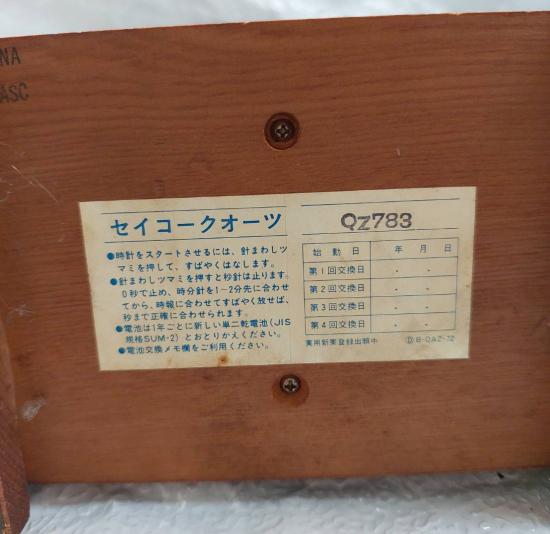 NA
ASC
セイコークオーツ
●時計をスタートさせるには、針まわしツ
マミを押して、すばやくはなします。
●針まわしツマミを押すと秒針は止ります。
0秒で止め、時分針を1~2分先に合わせ
てから、時報に合わせてすばやく放せば、
秒まで正確に合わせられます。
●電池は1年ごとに新しい単二乾電池(JIS
規格SUM-2)とおとりかえください。
●電池交換メモ欄をご利用ください。
QZ783
始動日 年 月 日
第1回交換日 ・ ・
第2回交換日 ・ ・
第3回交換日 ・ ・
第4回交換日 ・ ・
実用新案登録出願中 Ⓓ8-QAZ-72